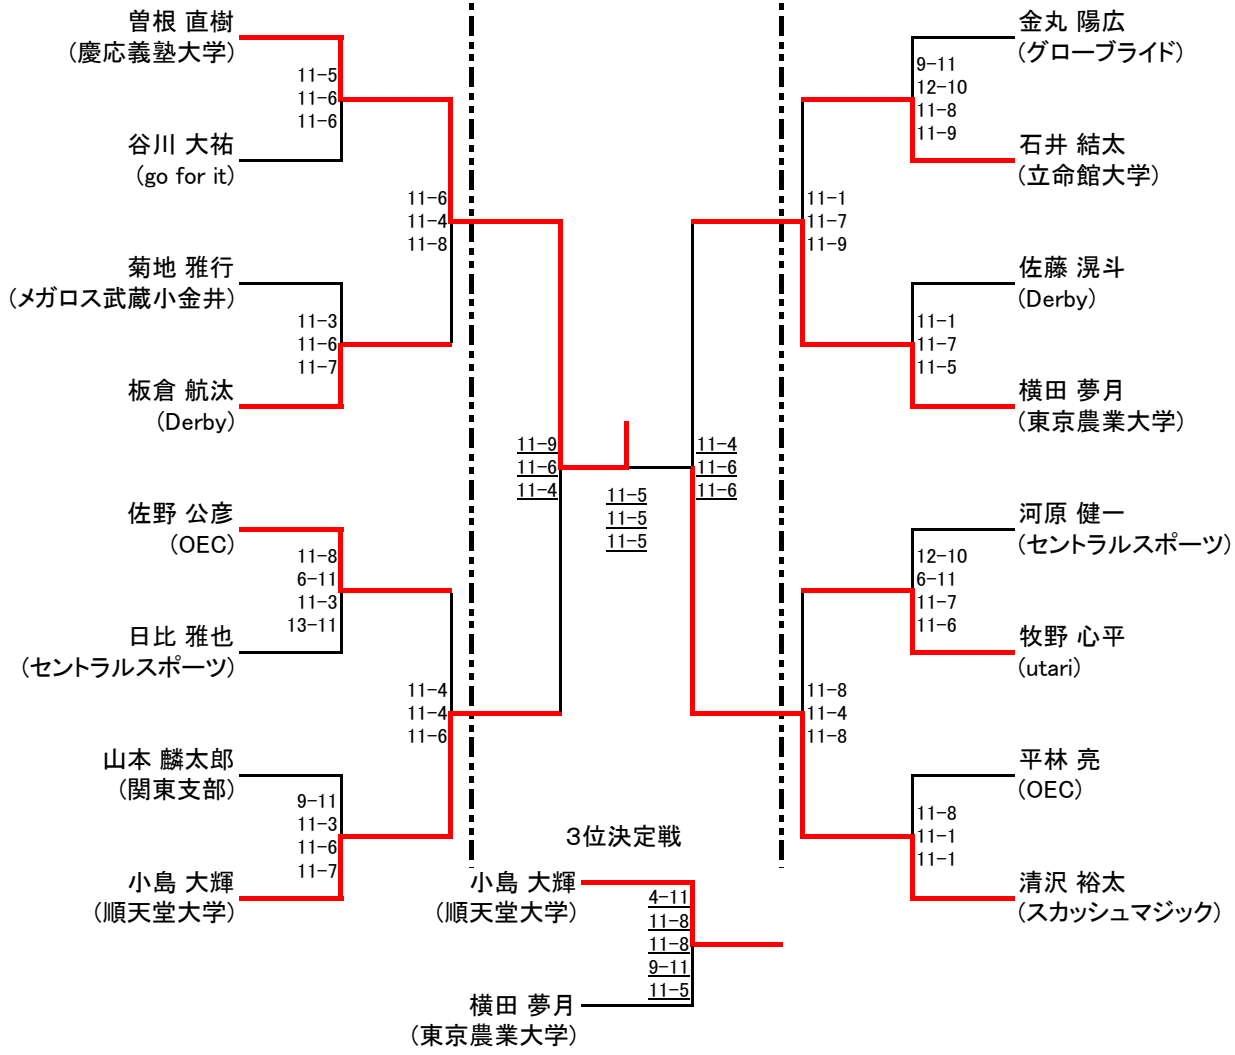 曽根 直樹
(慶応義塾大学)
11-5
11-6
11-6
谷川 大祐
(go for it)
11-6
11-4
11-8
菊地 雅行
(メガロス武蔵小金井)
11-3
11-6
11-7
板倉 航汰
(Derby)
11-9
11-6
11-4
佐野 公彦
(OEC)
11-8
6-11
11-3
13-11
日比 雅也
(セントラルスポーツ)
11-4
11-4
11-6
山本 麟太郎
(関東支部)
9-11
11-3
11-6
11-7
小島 大輝
(順天堂大学)
11-5
11-5
11-5
金丸 陽広
(グローブライド)
9-11
12-10
11-8
11-9
石井 結太
(立命館大学)
11-1
11-7
11-9
佐藤 滉斗
(Derby)
11-1
11-7
11-5
横田 夢月
(東京農業大学)
11-4
11-6
11-6
河原 健一
(セントラルスポーツ)
12-10
6-11
11-7
11-6
牧野 心平
(utari)
11-8
11-4
11-8
平林 亮
(OEC)
11-8
11-1
11-1
清沢 裕太
(スカッシュマジック)
3位決定戦
小島 大輝
(順天堂大学)
4-11
11-8
11-8
9-11
11-5
横田 夢月
(東京農業大学)